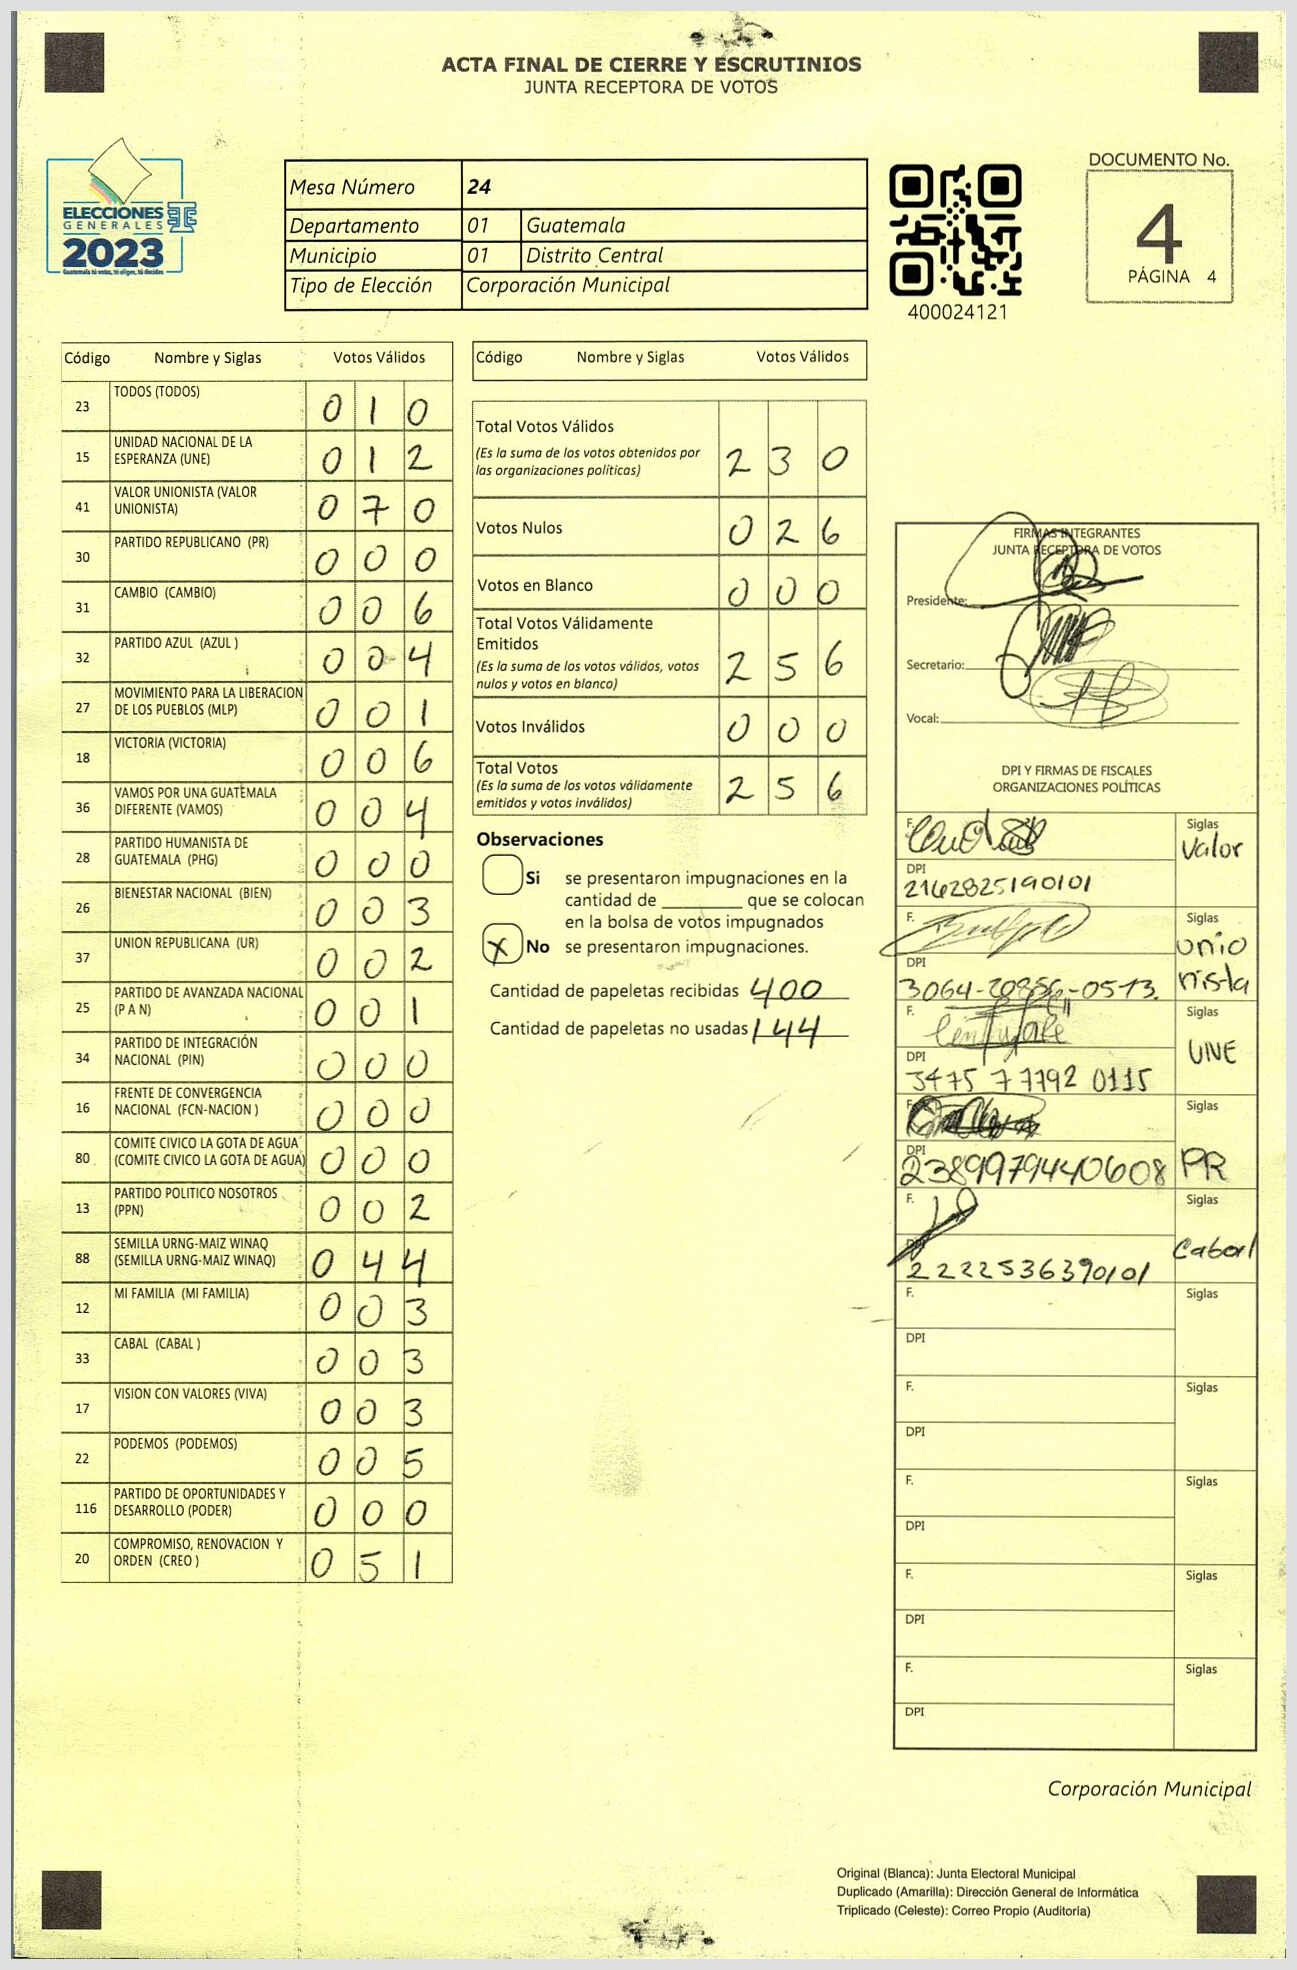 ACTA FINAL DE CIERRE Y ESCRUTINIOS
JUNTA RECEPTORA DE VOTOS
ELECCIONES
GENERALES
2023
Guatemala tú votas, tú eliges, tú decides
Mesa Número 24
Departamento 01 Guatemala
Municipio 01 Distrito Central
Tipo de Elección Corporación Municipal
400024121
DOCUMENTO No.
4
PÁGINA 4
Código Nombre y Siglas Votos Válidos
23 TODOS (TODOS) 0 1 0
15 UNIDAD NACIONAL DE LA
ESPERANZA (UNE) 0 1 2
41 VALOR UNIONISTA (VALOR
UNIONISTA) 0 7 0
30 PARTIDO REPUBLICANO (PR) 0 0 0
31 CAMBIO (CAMBIO) 0 0 6
32 PARTIDO AZUL (AZUL ) 0 0 4
27 MOVIMIENTO PARA LA LIBERACION
DE LOS PUEBLOS (MLP) 0 0 1
18 VICTORIA (VICTORIA) 0 0 6
36 VAMOS POR UNA GUATEMALA
DIFERENTE (VAMOS) 0 0 4
28 PARTIDO HUMANISTA DE
GUATEMALA (PHG) 0 0 0
26 BIENESTAR NACIONAL (BIEN) 0 0 3
37 UNION REPUBLICANA (UR) 0 0 2
25 PARTIDO DE AVANZADA NACIONAL
(P A N) 0 0 1
34 PARTIDO DE INTEGRACIÓN
NACIONAL (PIN) 0 0 0
16 FRENTE DE CONVERGENCIA
NACIONAL (FCN-NACION ) 0 0 0
80 COMITE CIVICO LA GOTA DE AGUA
(COMITE CIVICO LA GOTA DE AGUA) 0 0 0
13 PARTIDO POLITICO NOSOTROS
(PPN) 0 0 2
88 SEMILLA URNG-MAIZ WINAQ
(SEMILLA URNG-MAIZ WINAQ) 0 4 4
12 MI FAMILIA (MI FAMILIA) 0 0 3
33 CABAL (CABAL ) 0 0 3
17 VISION CON VALORES (VIVA) 0 0 3
22 PODEMOS (PODEMOS) 0 0 5
116 PARTIDO DE OPORTUNIDADES Y
DESARROLLO (PODER) 0 0 0
20 COMPROMISO, RENOVACION Y
ORDEN (CREO ) 0 5 1
Código Nombre y Siglas Votos Válidos
Total Votos Válidos
(Es la suma de los votos obtenidos por
las organizaciones políticas) 2 3 0
Votos Nulos 0 2 6
Votos en Blanco 0 0 0
Total Votos Válidamente
Emitidos
(Es la suma de los votos válidos, votos
nulos y votos en blanco) 2 5 6
Votos Inválidos 0 0 0
Total Votos
(Es la suma de los votos válidamente
emitidos y votos inválidos) 2 5 6
Observaciones
Si se presentaron impugnaciones en la
cantidad de ________ que se colocan
en la bolsa de votos impugnados
X No se presentaron impugnaciones.
Cantidad de papeletas recibidas 400
Cantidad de papeletas no usadas 144
FIRMAS INTEGRANTES
JUNTA RECEPTORA DE VOTOS
Presidente:
Secretario:
Vocal:
DPI Y FIRMAS DE FISCALES
ORGANIZACIONES POLÍTICAS
F. Siglas
Valor
DPI
2162825190101
F. Siglas
Unio
nista
DPI
3064-20856-0513.
F. Siglas
UNE
DPI
3475 77792 0115
F. Siglas
DPI
2389979440608 PR
F. Siglas
DPI
2222536390101
F. Siglas
DPI
F. Siglas
DPI
F. Siglas
DPI
F. Siglas
DPI
F. Siglas
DPI
Corporación Municipal
Original (Blanca): Junta Electoral Municipal
Duplicado (Amarilla): Dirección General de Informática
Triplicado (Celeste): Correo Propio (Auditoría)